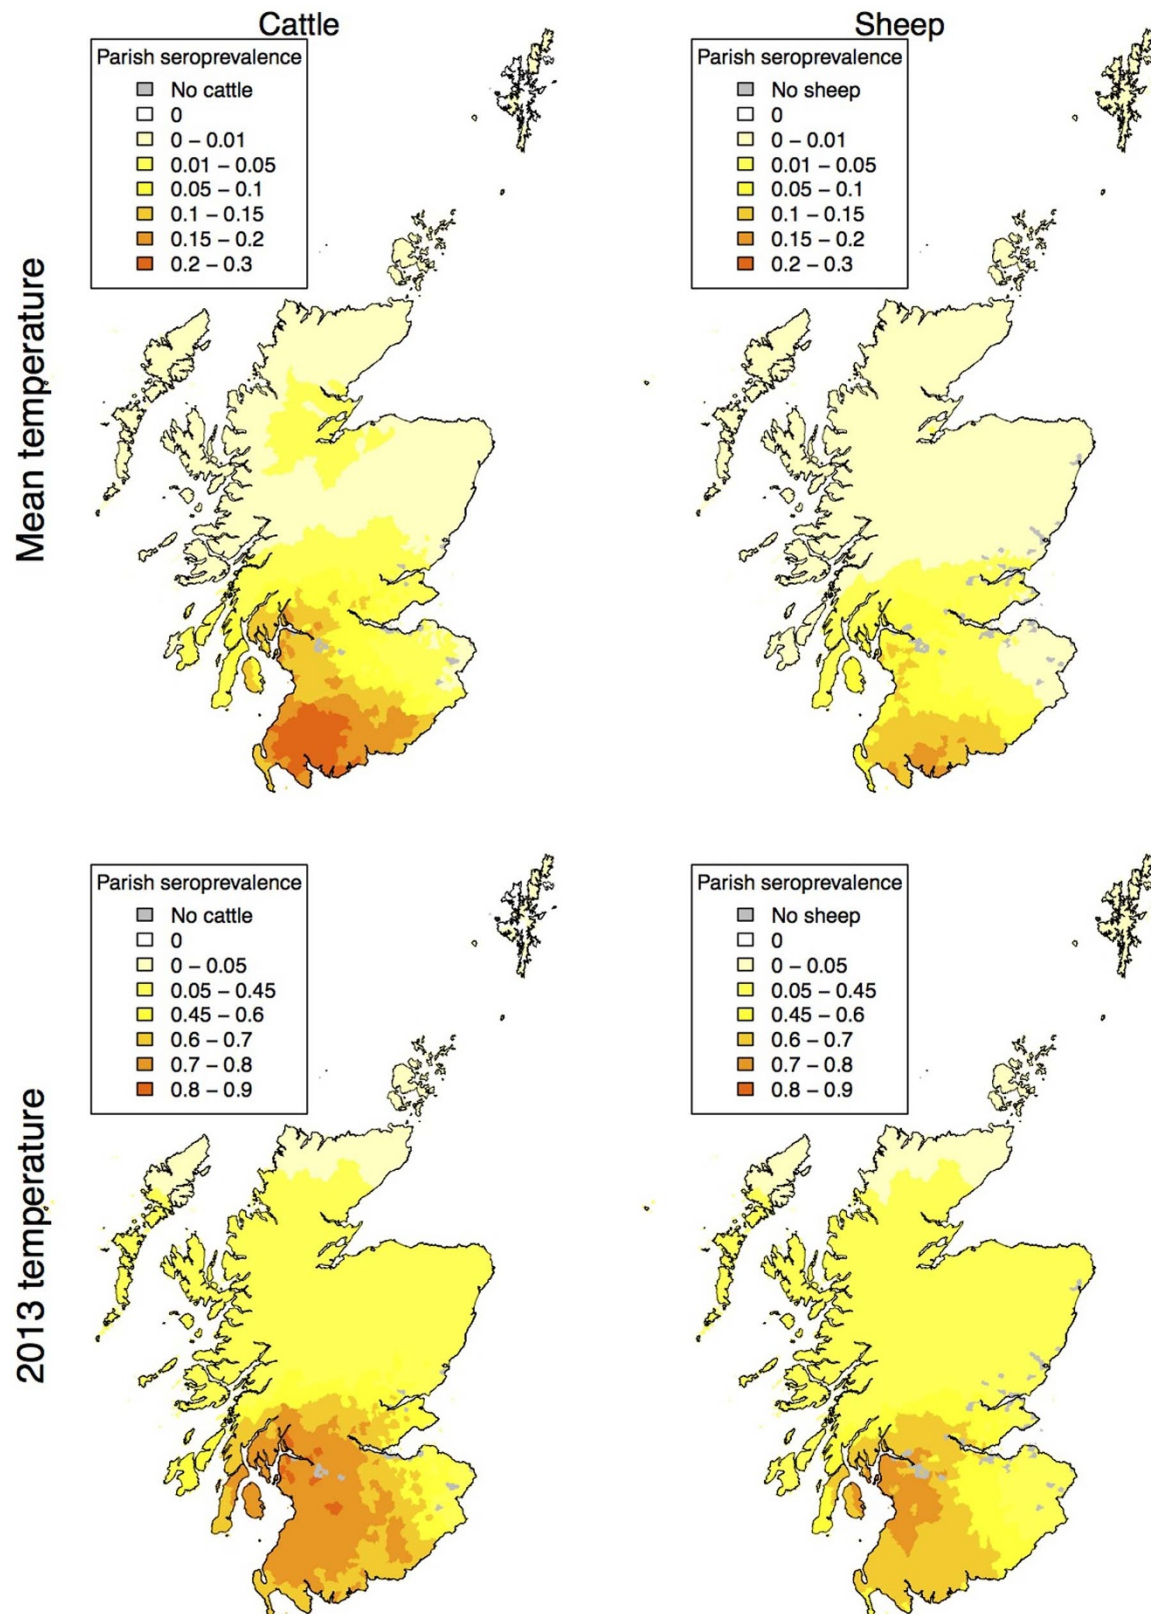 Cattle
Sheep
Mean temperature
Parish seroprevalence
No cattle
0
0 – 0.01
0.01 – 0.05
0.05 – 0.1
0.1 – 0.15
0.15 – 0.2
0.2 – 0.3
Parish seroprevalence
No sheep
0
0 – 0.01
0.01 – 0.05
0.05 – 0.1
0.1 – 0.15
0.15 – 0.2
0.2 – 0.3
2013 temperature
Parish seroprevalence
No cattle
0
0 – 0.05
0.05 – 0.45
0.45 – 0.6
0.6 – 0.7
0.7 – 0.8
0.8 – 0.9
Parish seroprevalence
No sheep
0
0 – 0.05
0.05 – 0.45
0.45 – 0.6
0.6 – 0.7
0.7 – 0.8
0.8 – 0.9